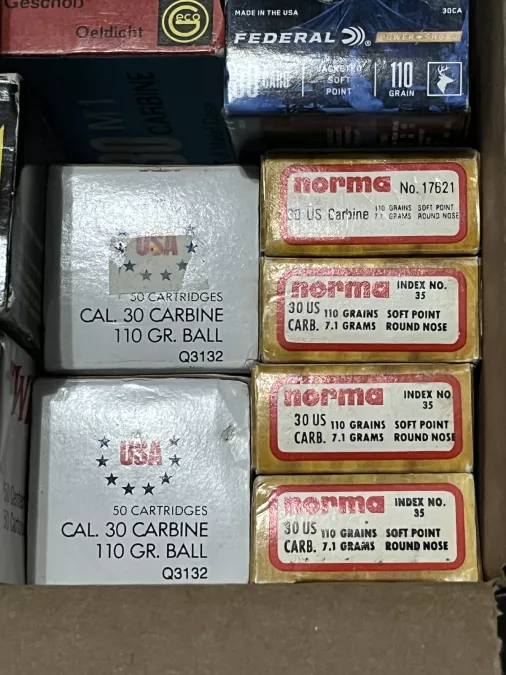 Geschoß
Oeldicht
Geco
MADE IN THE USA
30CA
FEDERAL
POWER-SHOK
JACKETED
SOFT
POINT
110
GRAIN
CARBINE
USA
50 CARTRIDGES
CAL. 30 CARBINE
110 GR. BALL
Q3132
norma No. 17621
30 US Carbine 110 GRAINS SOFT POINT
7.1 GRAMS ROUND NOSE
norma INDEX NO.
35
30 US 110 GRAINS SOFT POINT
CARB. 7.1 GRAMS ROUND NOSE
USA
50 CARTRIDGES
CAL. 30 CARBINE
110 GR. BALL
Q3132
norma INDEX NO.
35
30 US 110 GRAINS SOFT POINT
CARB. 7.1 GRAMS ROUND NOSE
norma INDEX NO.
35
30 US 110 GRAINS SOFT POINT
CARB. 7.1 GRAMS ROUND NOSE